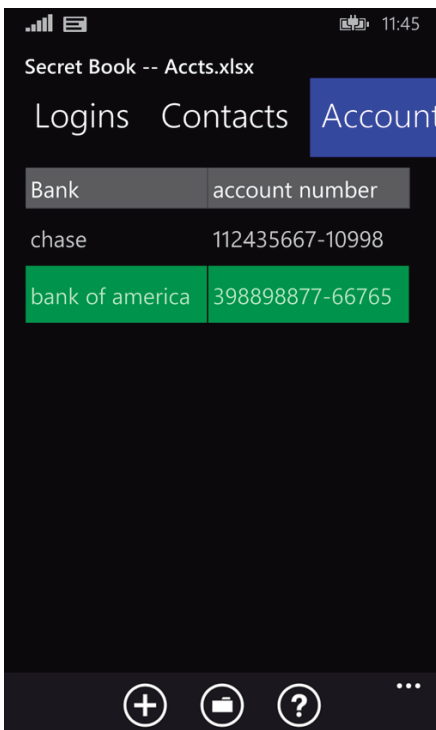 11:45
Secret Book -- Accts.xlsx
Logins Contacts Account
Bank account number
chase 112435667-10998
bank of america 398898877-66765
?